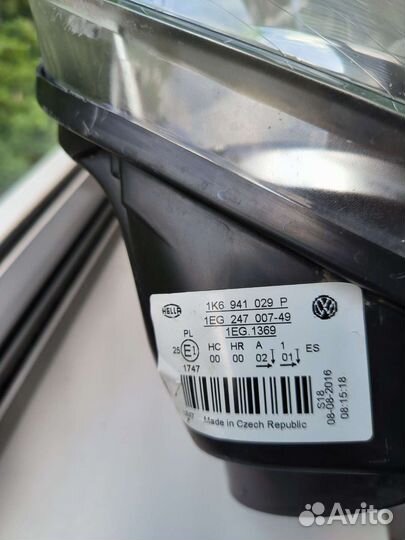 HELLA
1K6 941 029 P
1EG 247 007-49
1EG.1369
PL HC HR A 1 ES
25 E1 00 00 02 01
1747
Made in Czech Republic
S18
08-08-2016
08:15:18
Avito